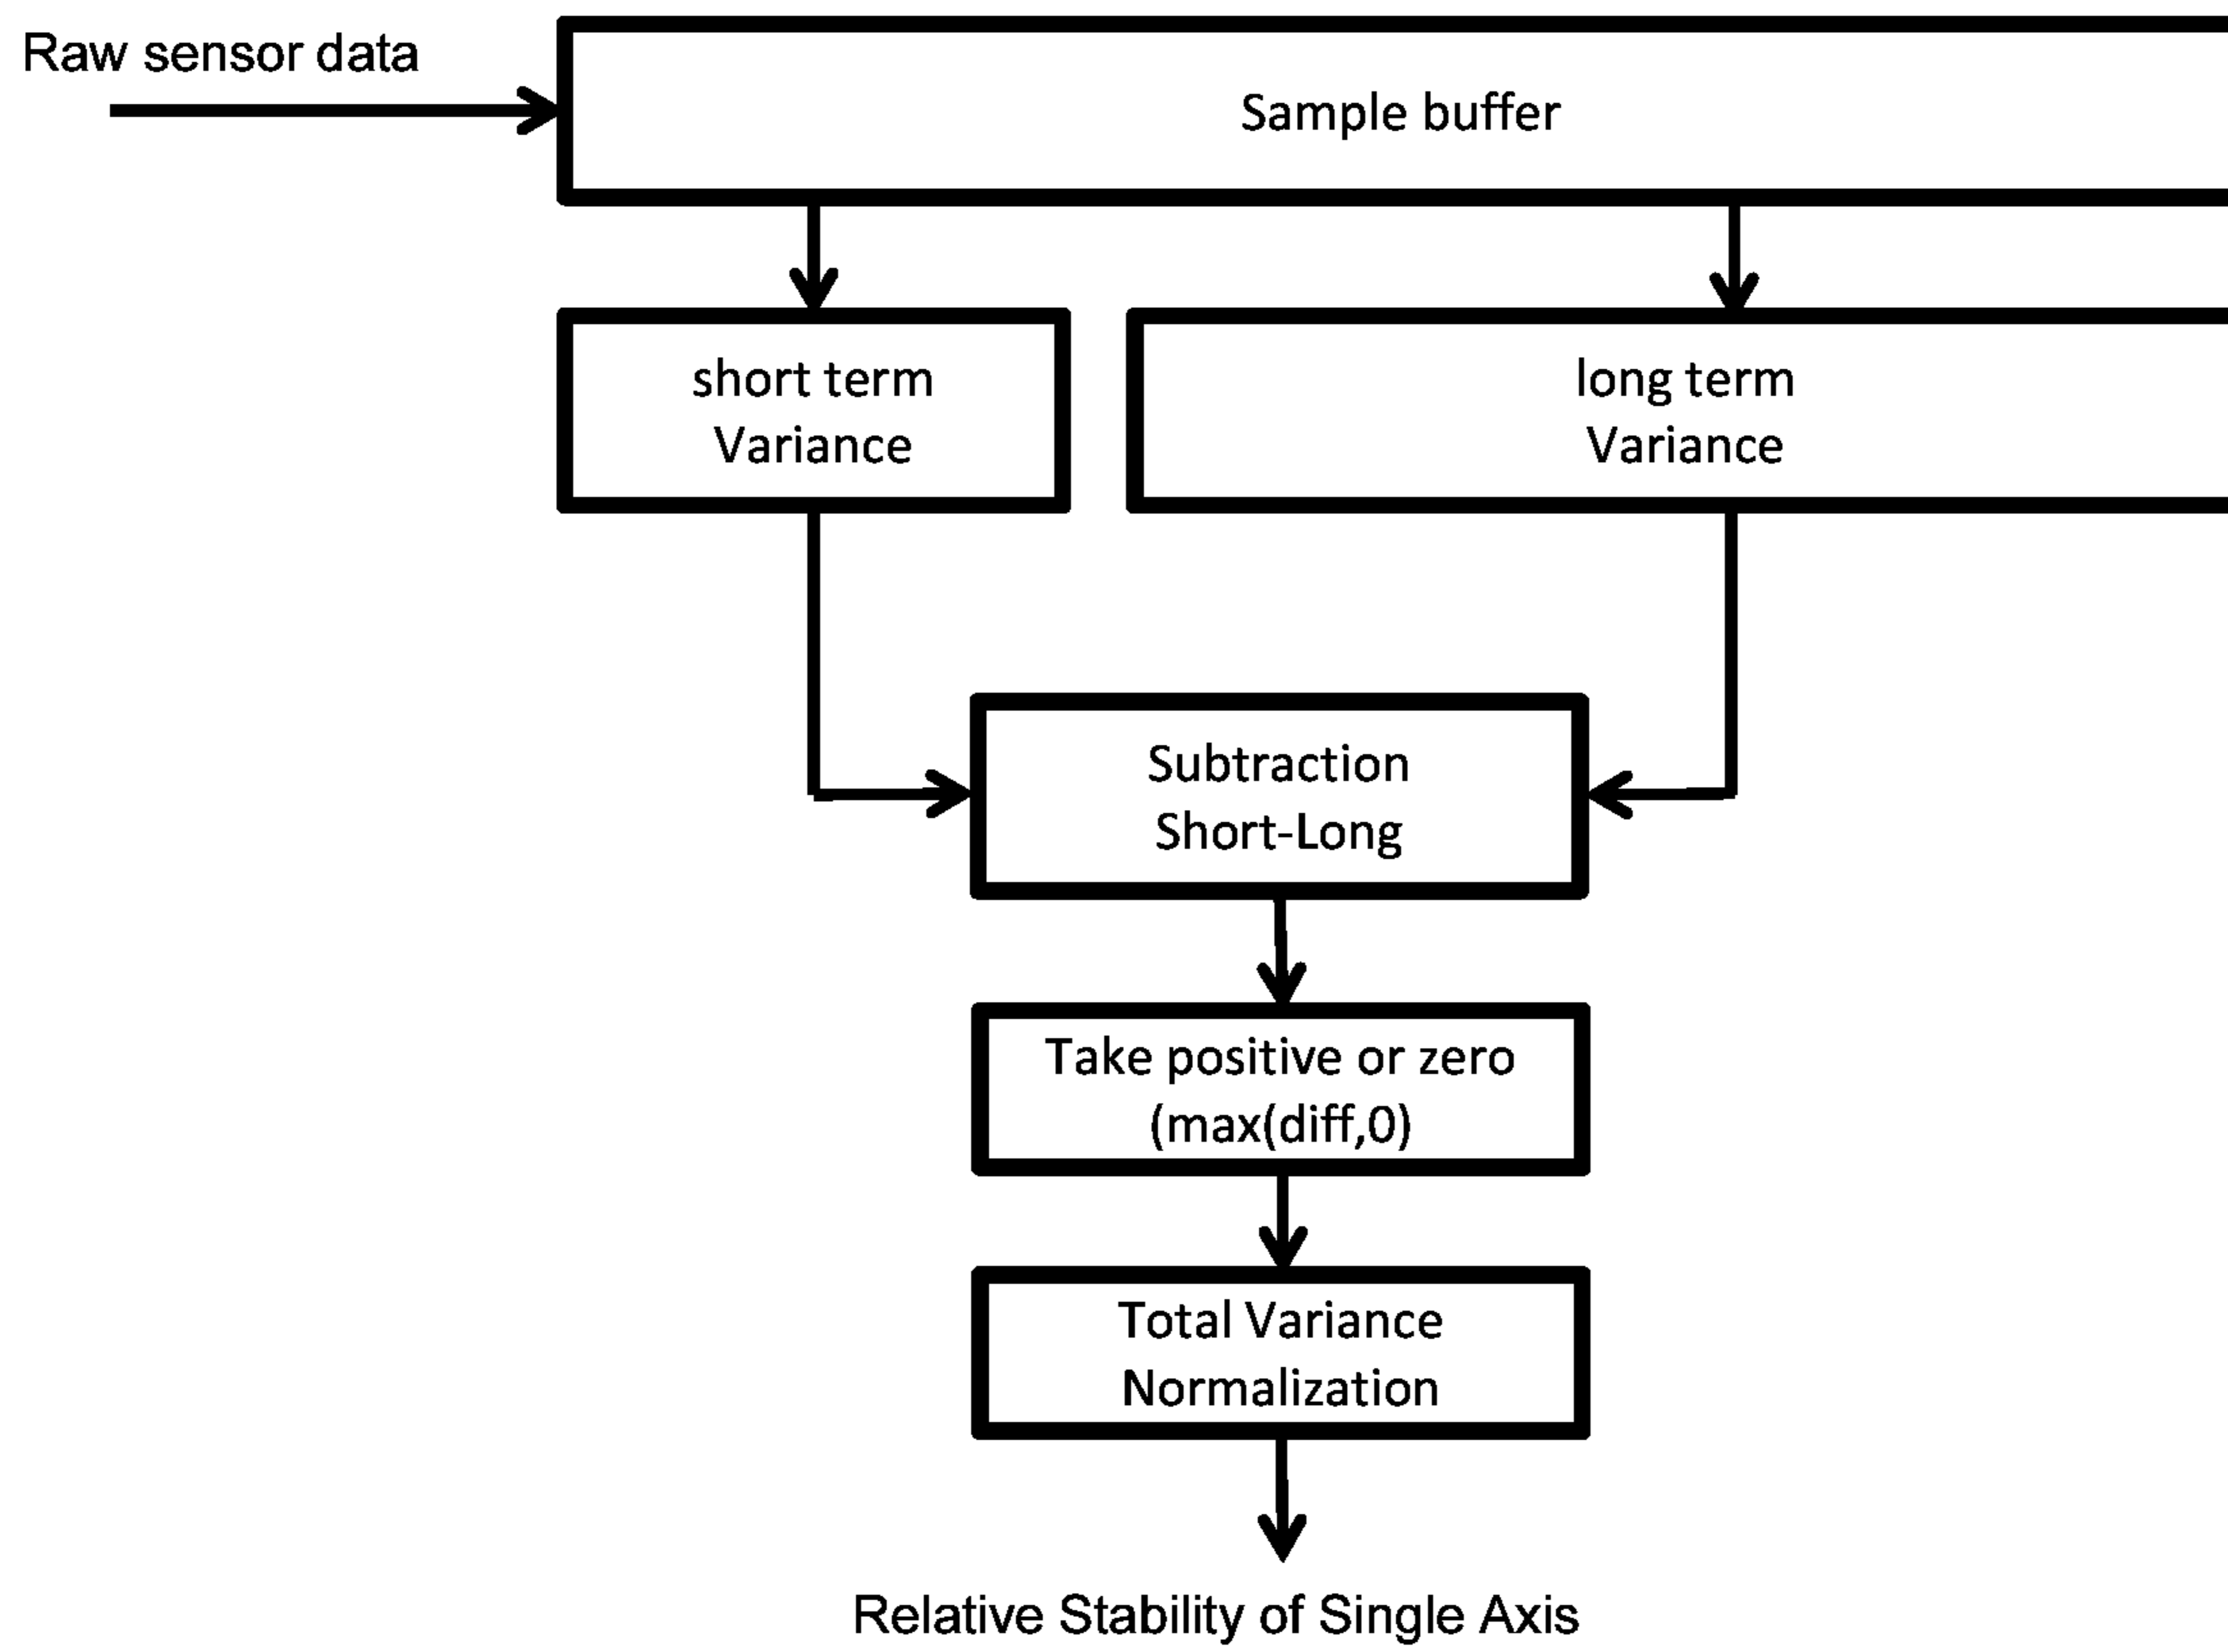 Raw sensor data
Sample buffer
short term
Variance
long term
Variance
Subtraction
Short-Long
Take positive or zero
(max(diff,0)
Total Variance
Normalization
Relative Stability of Single Axis